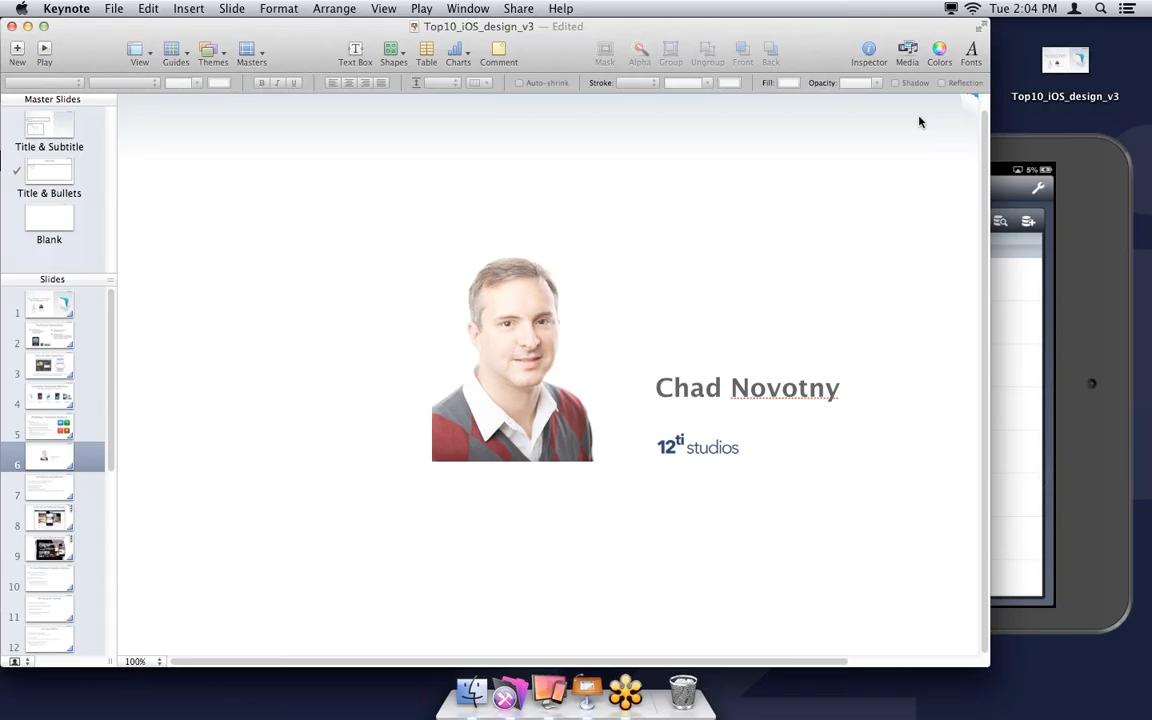 Keynote File Edit Insert Slide Format Arrange View Play Window Share Help Tue 2:04 PM
Top10_iOS_design_v3 — Edited
New Play View Guides Themes Masters Text Box Shapes Table Charts Comment Mask Alpha Group Ungroup Front Back Inspector Media Colors Fonts
B I U Auto-shrink Stroke: Fill: Opacity: Shadow Reflection
Master Slides
Title & Subtitle
Title & Bullets
Blank
Slides
1
2
3
4
5
6
7
8
9
10
11
12
Chad Novotny
12ti studios
100%
Top10_iOS_design_v3
5%